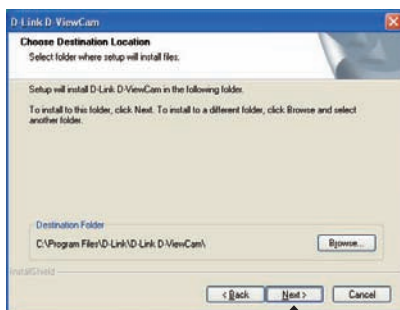 D-Link D-ViewCam
Choose Destination Location
Select folder where setup will install files.
Setup will install D-Link D-ViewCam in the following folder.
To install to this folder, click Next. To install to a different folder, click Browse and select
another folder.
Destination Folder
C:\Program Files\D-Link\D-Link D-ViewCam\
Browse...
InstallShield
< Back
Next >
Cancel